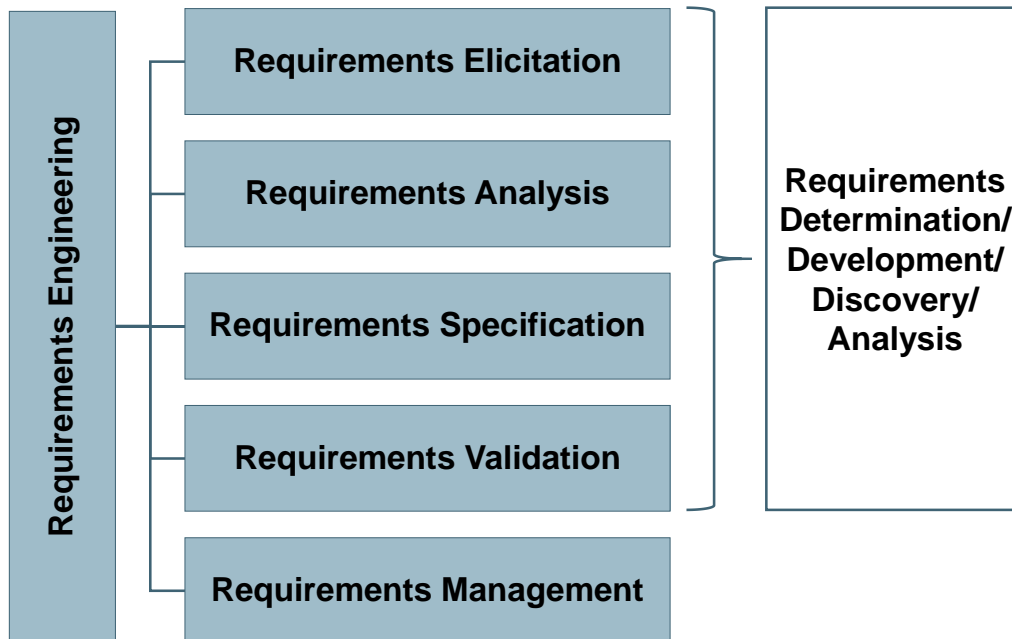 Requirements Engineering
Requirements Elicitation
Requirements Analysis
Requirements Specification
Requirements Validation
Requirements Management
Requirements
Determination/
Development/
Discovery/
Analysis